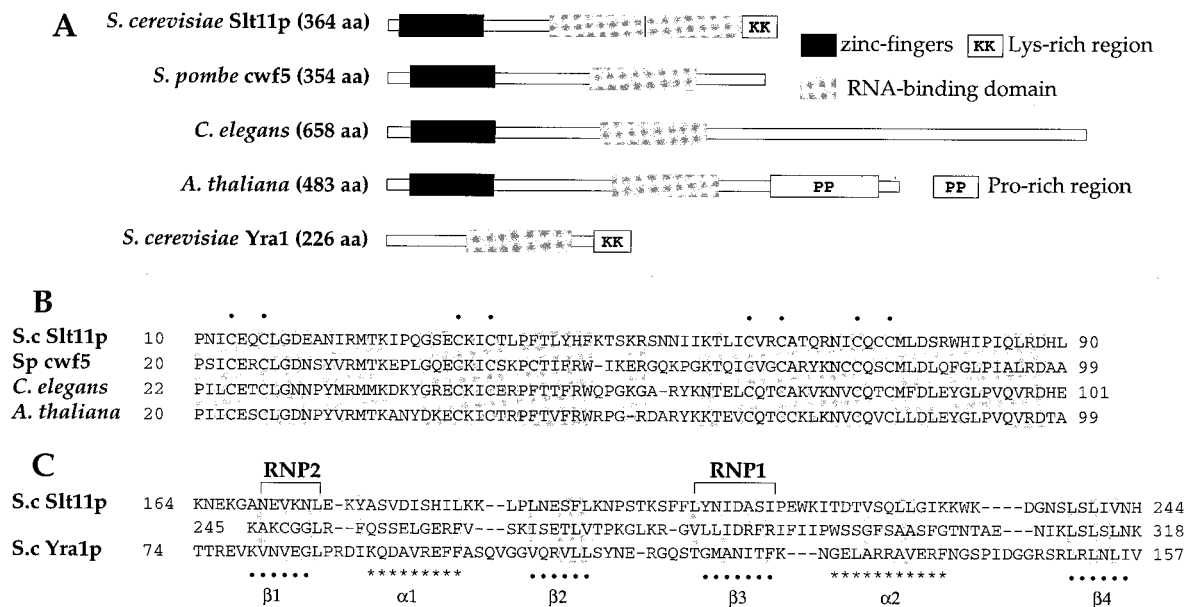 A
S. cerevisiae Slt11p (364 aa)
KK
zinc-fingers
KK
Lys-rich region
S. pombe cwf5 (354 aa)
RNA-binding domain
C. elegans (658 aa)
A. thaliana (483 aa)
PP
PP
Pro-rich region
S. cerevisiae Yra1 (226 aa)
KK
B
S.c Slt11p 10 PNICEQCLGDEANIRMTKIPQGSECKICTLPFTLYHFKTSKRSNNIIKTLICVRCATQRNICQCCMLDSRWHIPIQLRDHL 90
Sp cwf5 20 PSICERCLGDNSYVRMTKEPLGQECKICSKPCTIFRW-IKERGQKPGKTQICVGCARYKNCCQSCMLDLQFGLPIALRDAA 99
C. elegans 22 PILCETCLGNNPYMRMMKDKYGRECKICERPFTTFRWQPGKGA-RYKNTELCQTCAKVKNVCQTCMFDLEYGLPVQVRDHE 101
A. thaliana 20 PIICESCLGDNPYVRMTKANYDKECKICTRPFTVFRWRPG-RDARYKKTEVCQTCCKLKNVCQVCLLDLEYGLPVQVRDTA 99
C
RNP2 RNP1
S.c Slt11p 164 KNEKGANEVKNLE-KYASVDISHILKK--LPLNESFLKNPSTKSFFLYNIDASIPEWKITDTVSQLLGIKKWK----DGNSLSLIVNH 244
245 KAKCGGLR-FQSSELGERFV---SKISETLVTPKGLKR-GVLLIDRFRIFIIPWSSGFSAASFGTNTAE---NIKLSLSLNK 318
S.c Yra1p 74 TTREVKVNVEGLPRDIKQDAVREFFASQVGGVQRVLLSYNER-GQSTGMANITFK---NGELARRAVERFNGSPIDGGRSRLRLNLIV 157
β1 α1 β2 β3 α2 β4